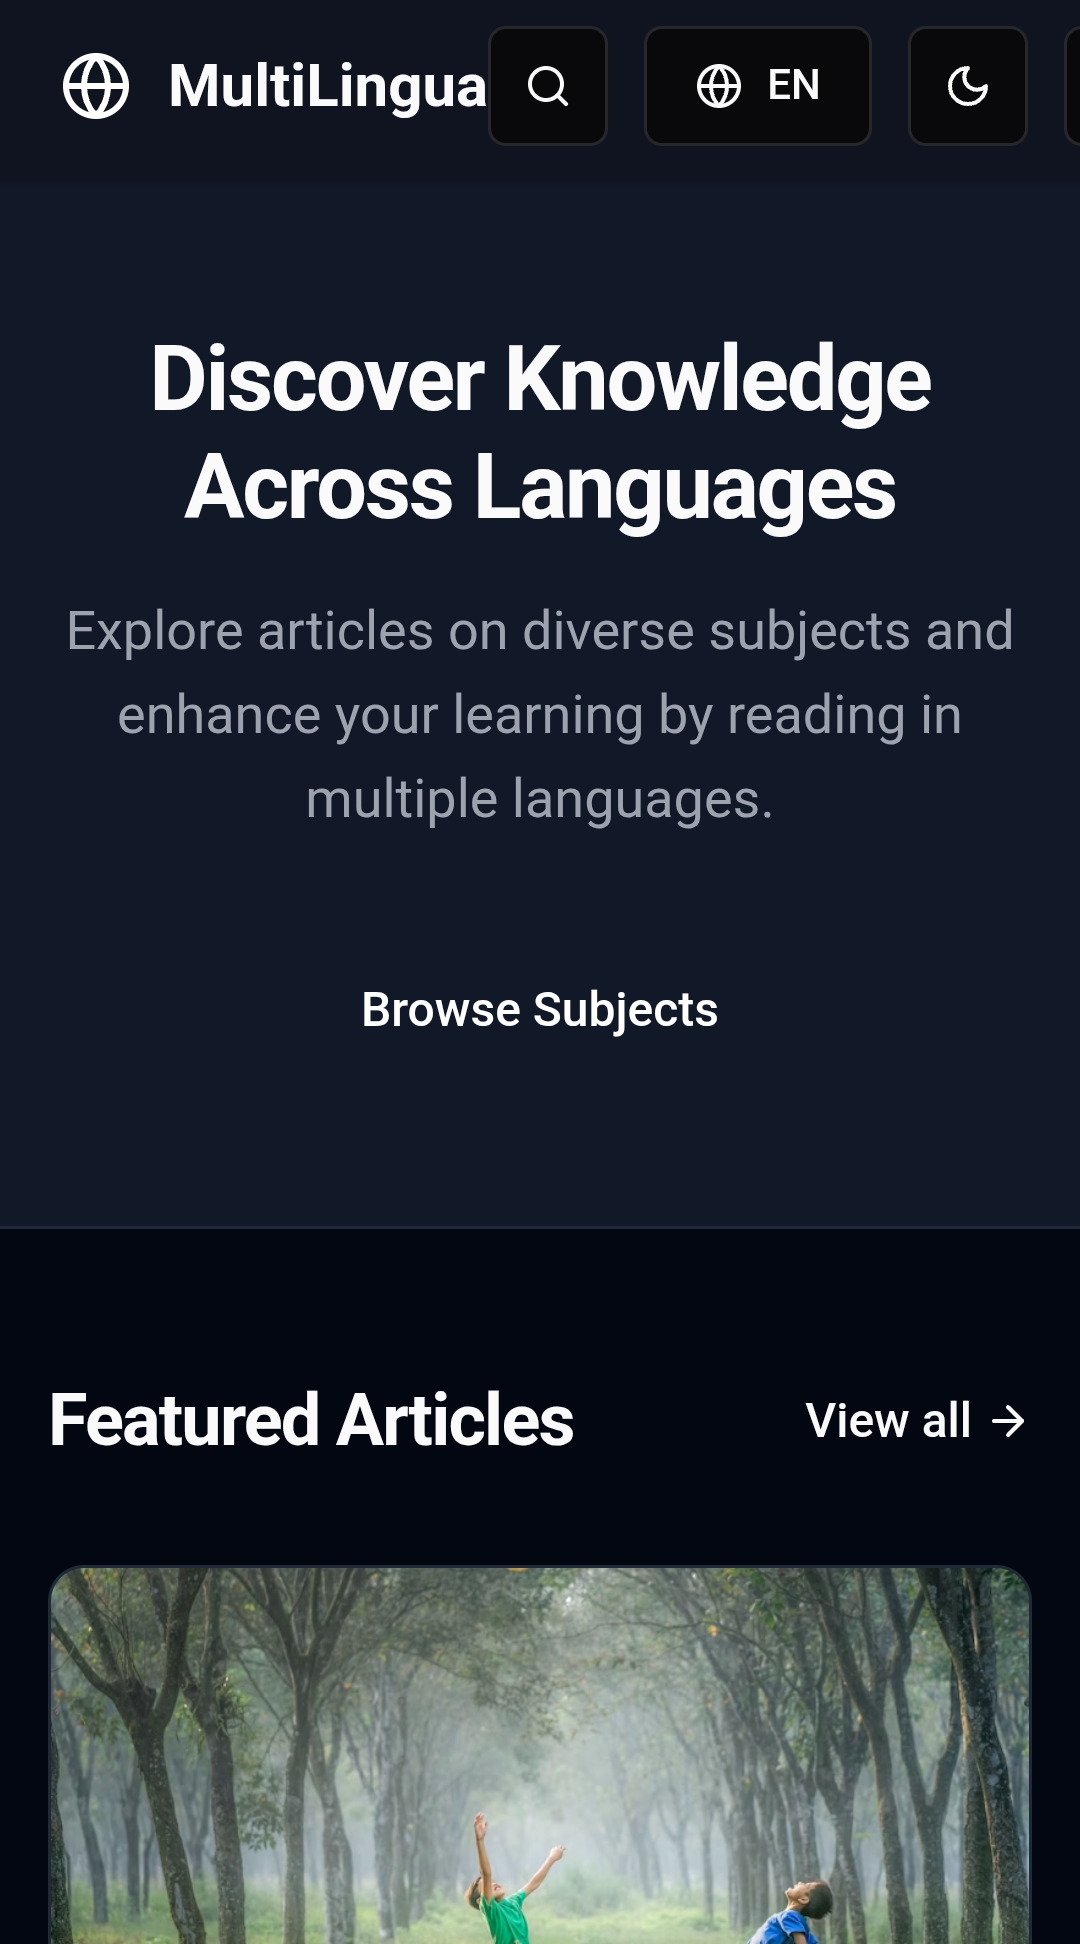 MultiLingua
EN
Discover Knowledge
Across Languages
Explore articles on diverse subjects and
enhance your learning by reading in
multiple languages.
Browse Subjects
Featured Articles
View all